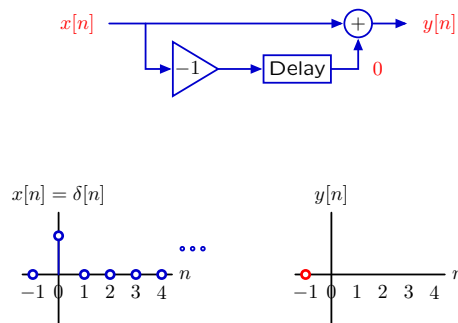 x[n] + y[n]
−1 Delay 0
x[n] = δ[n] y[n]
n n
−1 0 1 2 3 4 −1 0 1 2 3 4